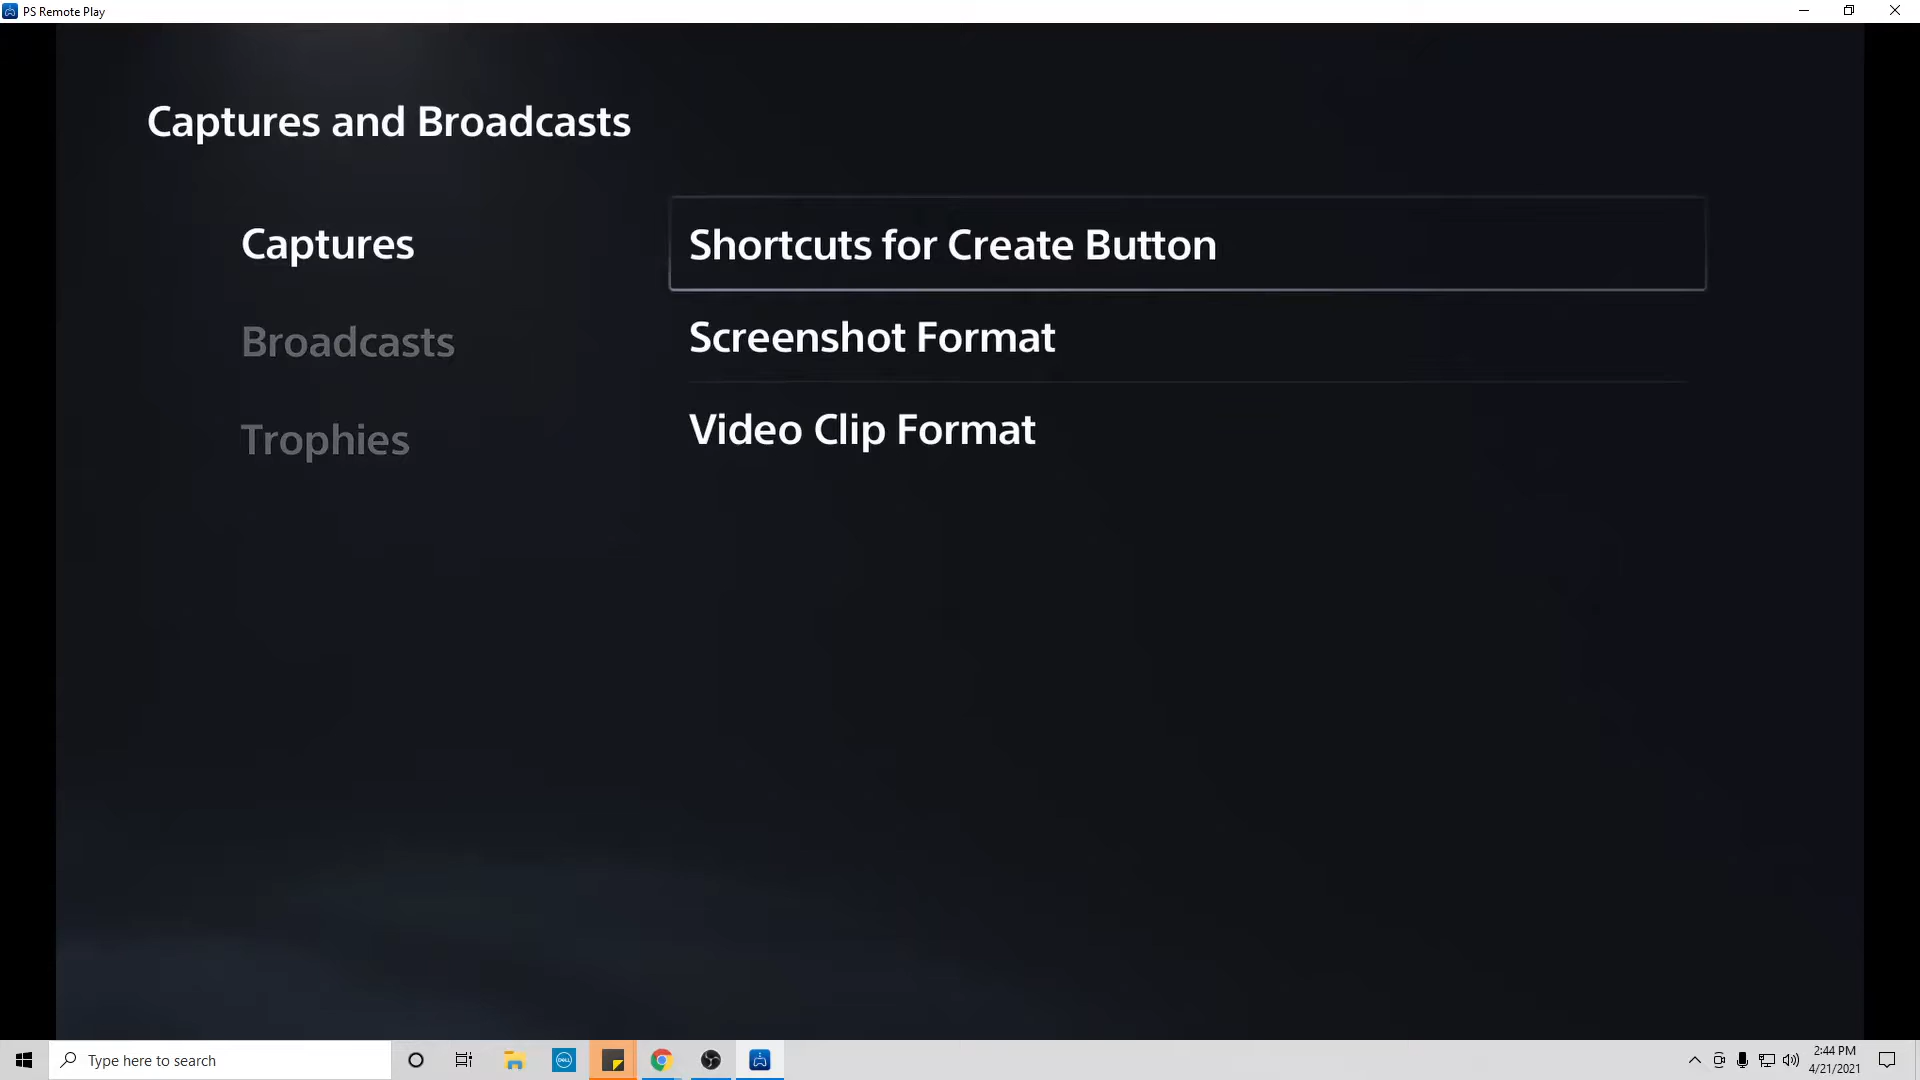 PS Remote Play
Captures and Broadcasts
Captures
Broadcasts
Trophies
Shortcuts for Create Button
Screenshot Format
Video Clip Format
Type here to search
DELL
2:44 PM
4/21/2021